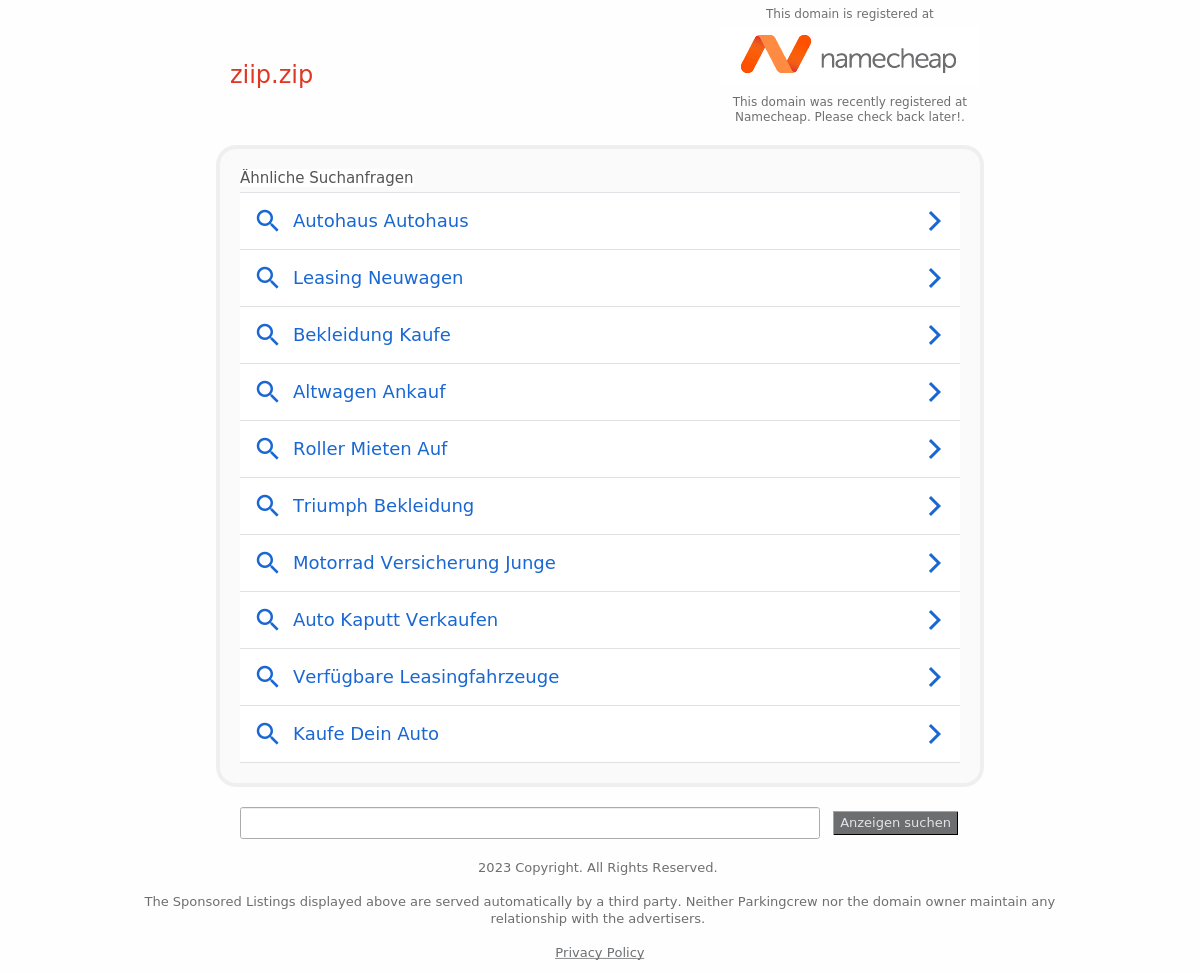 This domain is registered at
namecheap
ziip.zip
This domain was recently registered at
Namecheap. Please check back later!.
Ähnliche Suchanfragen
Autohaus Autohaus
Leasing Neuwagen
Bekleidung Kaufe
Altwagen Ankauf
Roller Mieten Auf
Triumph Bekleidung
Motorrad Versicherung Junge
Auto Kaputt Verkaufen
Verfügbare Leasingfahrzeuge
Kaufe Dein Auto
Anzeigen suchen
2023 Copyright. All Rights Reserved.
The Sponsored Listings displayed above are served automatically by a third party. Neither Parkingcrew nor the domain owner maintain any
relationship with the advertisers.
Privacy Policy